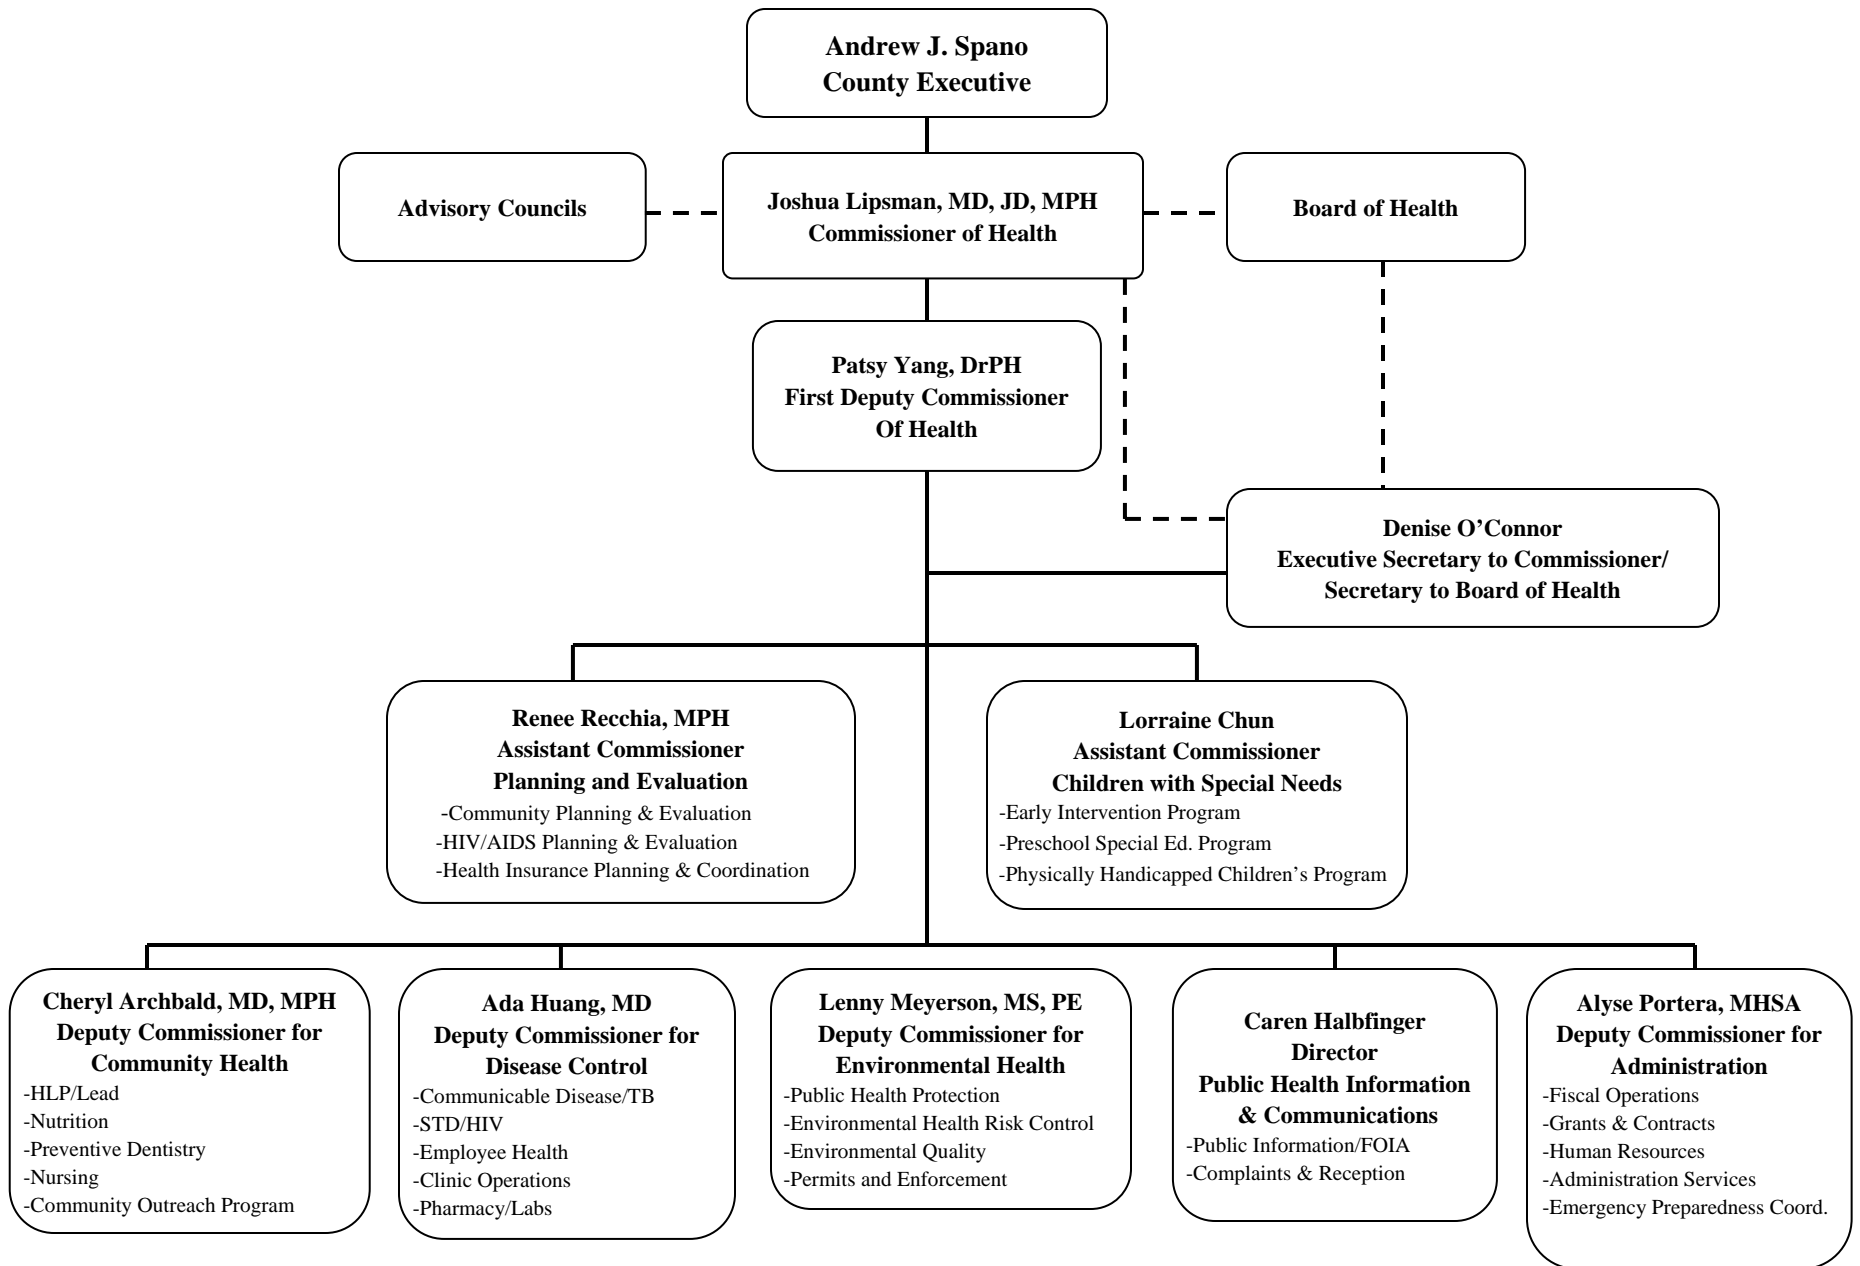 Andrew J. Spano
County Executive
Advisory Councils
Joshua Lipsman, MD, JD, MPH
Commissioner of Health
Board of Health
Patsy Yang, DrPH
First Deputy Commissioner
Of Health
Denise O’Connor
Executive Secretary to Commissioner/
Secretary to Board of Health
Renee Recchia, MPH
Assistant Commissioner
Planning and Evaluation
-Community Planning & Evaluation
-HIV/AIDS Planning & Evaluation
-Health Insurance Planning & Coordination
Lorraine Chun
Assistant Commissioner
Children with Special Needs
-Early Intervention Program
-Preschool Special Ed. Program
-Physically Handicapped Children’s Program
Cheryl Archbald, MD, MPH
Deputy Commissioner for
Community Health
-HLP/Lead
-Nutrition
-Preventive Dentistry
-Nursing
-Community Outreach Program
Ada Huang, MD
Deputy Commissioner for
Disease Control
-Communicable Disease/TB
-STD/HIV
-Employee Health
-Clinic Operations
-Pharmacy/Labs
Lenny Meyerson, MS, PE
Deputy Commissioner for
Environmental Health
-Public Health Protection
-Environmental Health Risk Control
-Environmental Quality
-Permits and Enforcement
Caren Halbfinger
Director
Public Health Information
& Communications
-Public Information/FOIA
-Complaints & Reception
Alyse Portera, MHSA
Deputy Commissioner for
Administration
-Fiscal Operations
-Grants & Contracts
-Human Resources
-Administration Services
-Emergency Preparedness Coord.